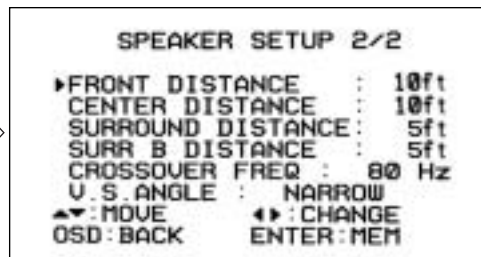 SPEAKER SETUP 2/2
▶FRONT DISTANCE : 10ft
CENTER DISTANCE : 10ft
SURROUND DISTANCE: 5ft
SURR B DISTANCE : 5ft
CROSSOVER FREQ : 80 Hz
V.S.ANGLE : NARROW
▲▼:MOVE ◀▶:CHANGE
OSD:BACK ENTER:MEM